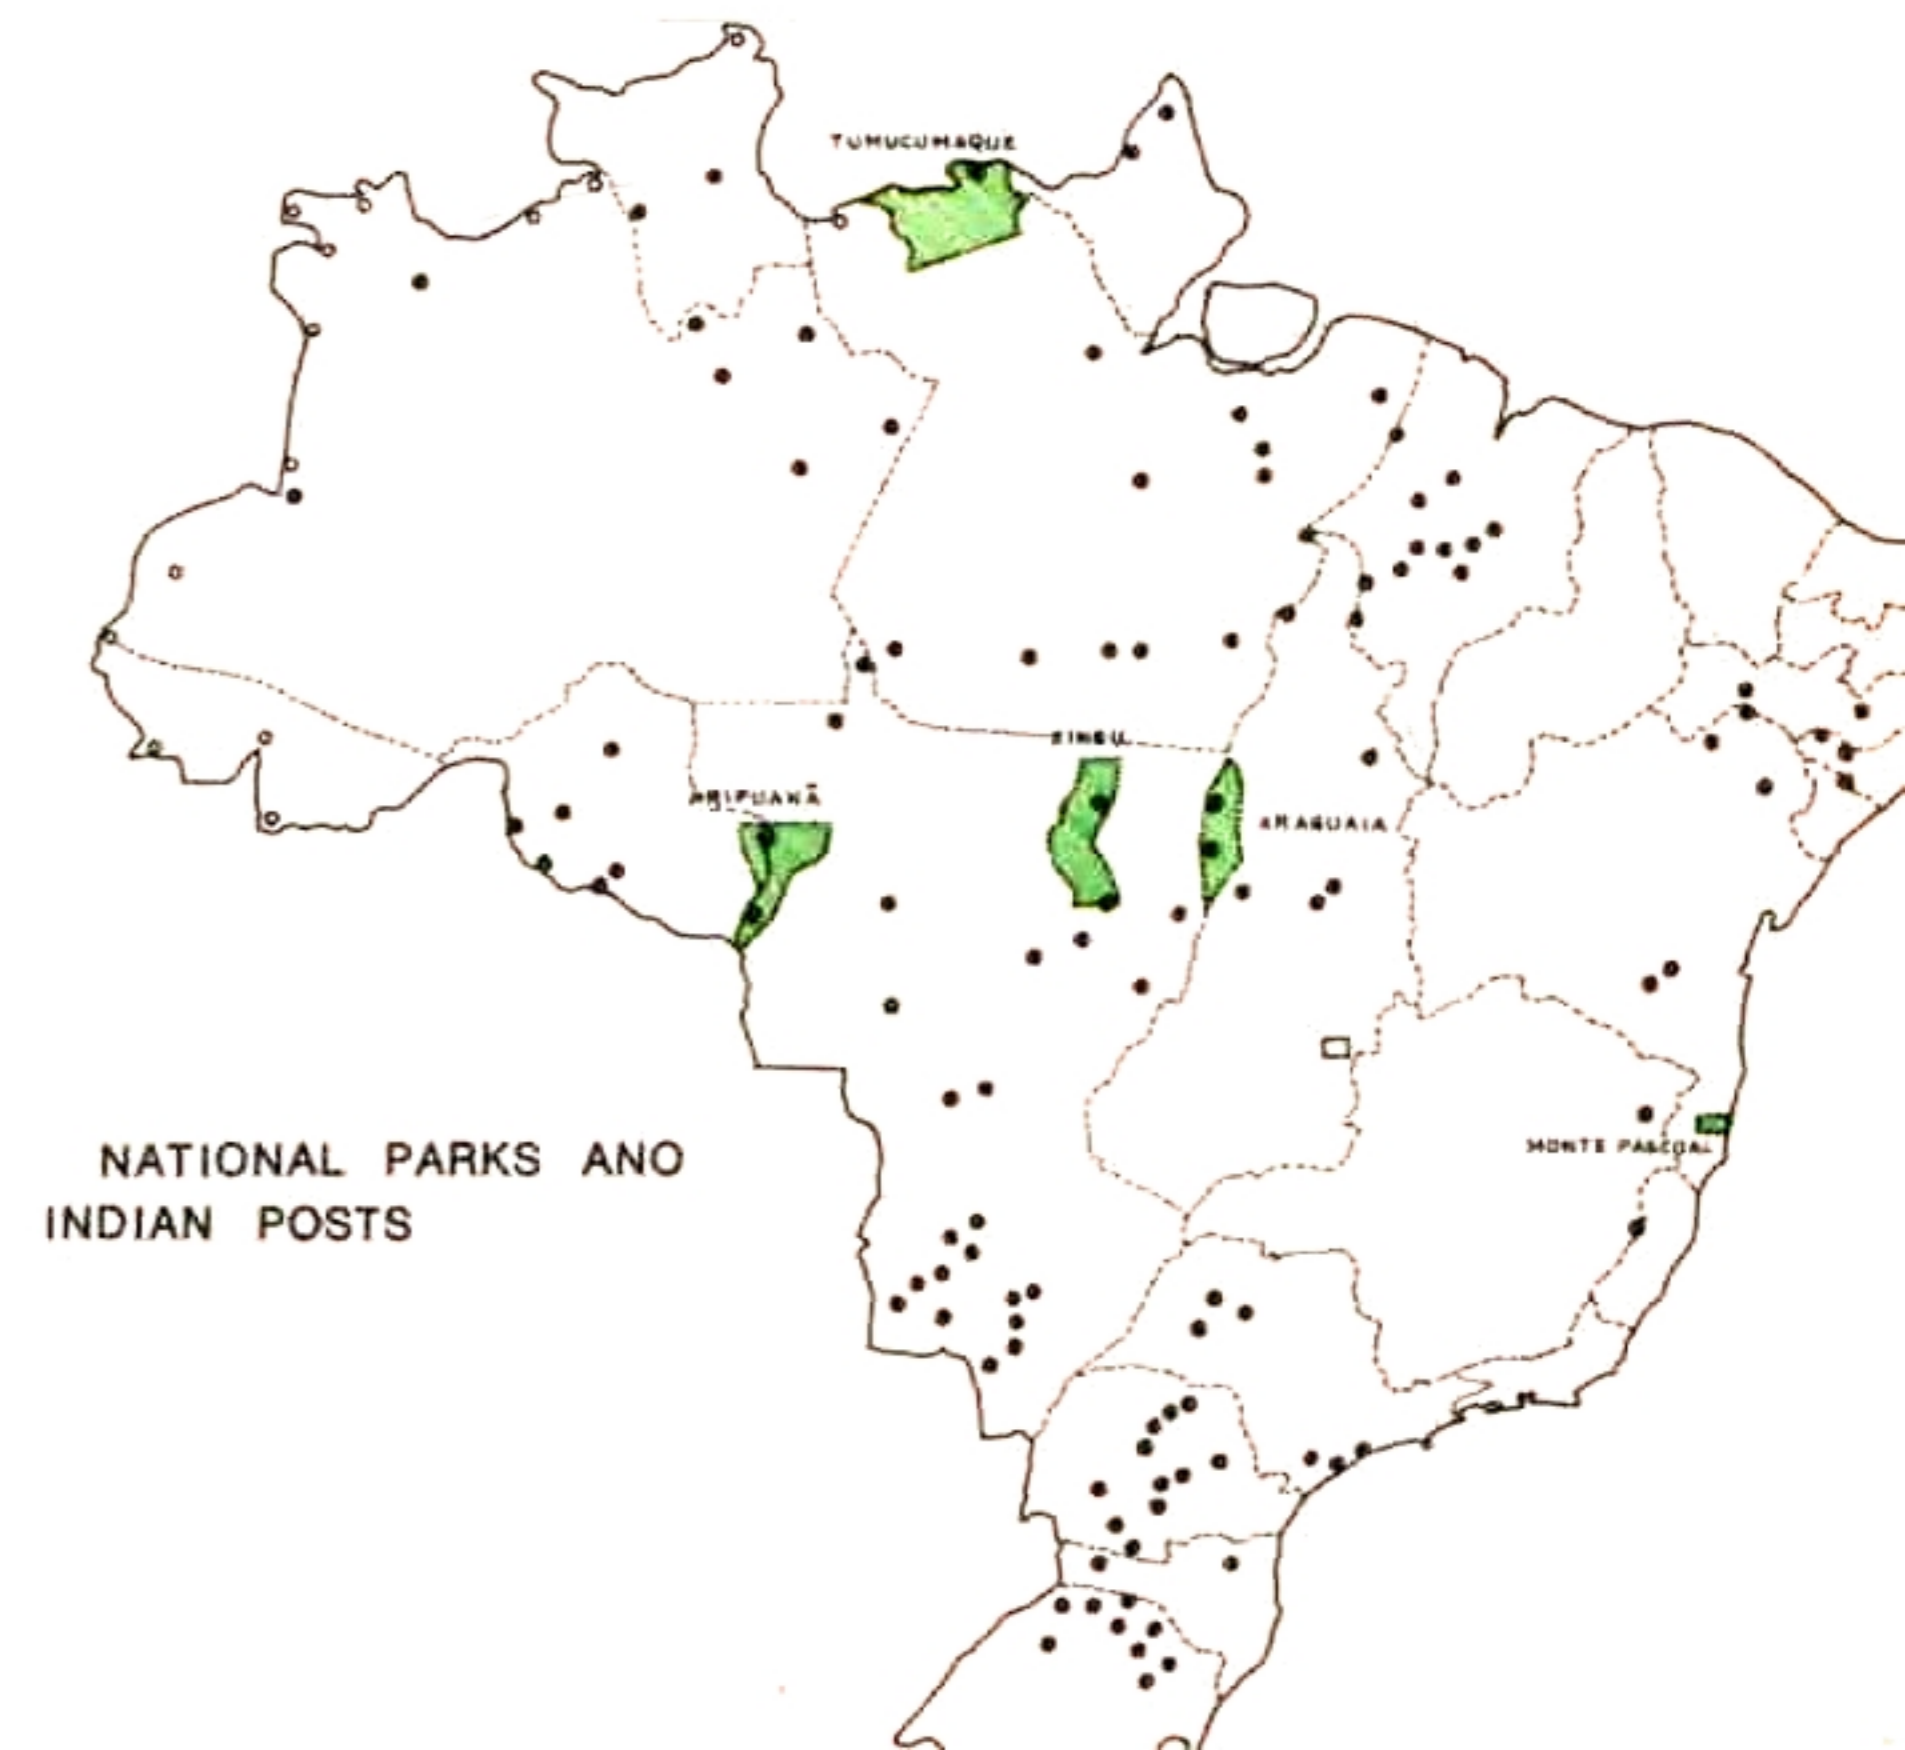 TUMUCUMAQUE
XINGU
ARIPUANÃ
ARAGUAIA
MONTE PASCOAL
NATIONAL PARKS ANO
INDIAN POSTS